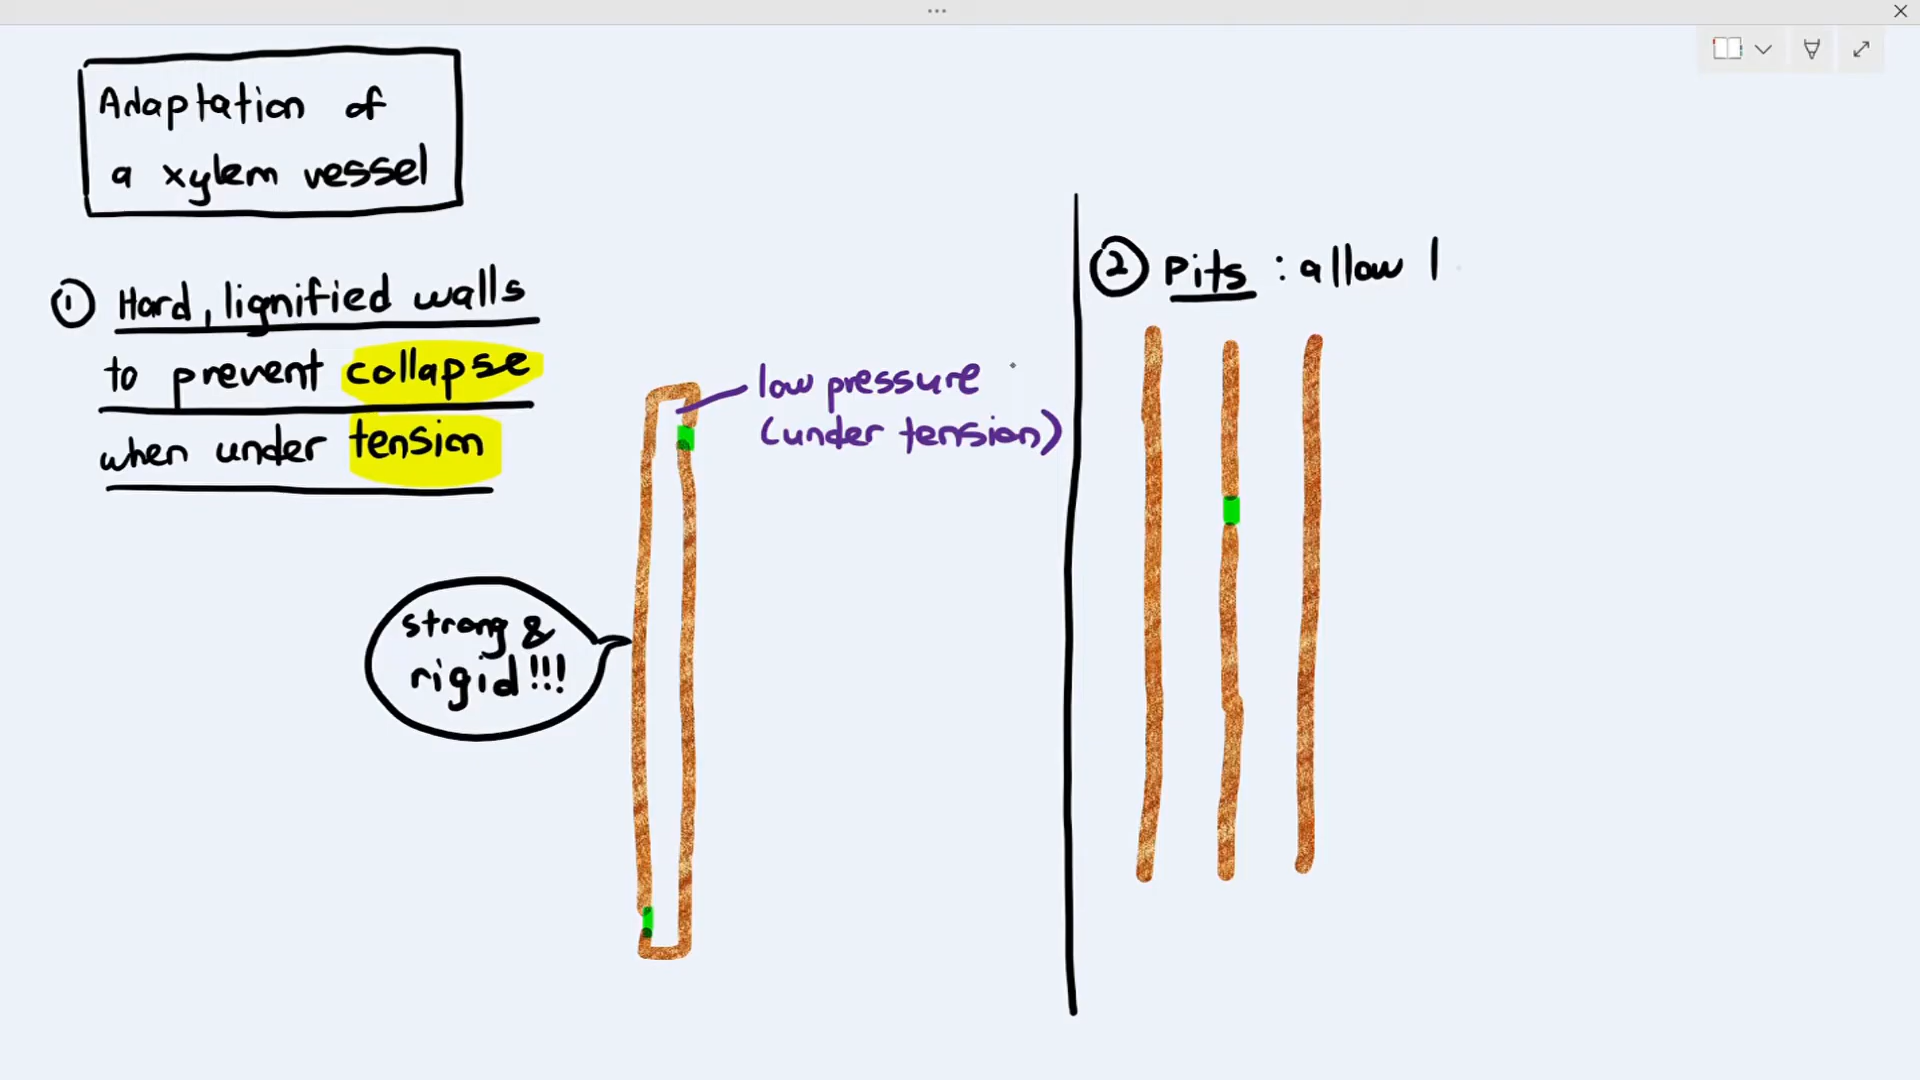 Adaptation of
a xylem vessel
① Hard, lignified walls
to prevent collapse
when under tension
low pressure
(under tension)
strong &
rigid!!!
② Pits : allow l